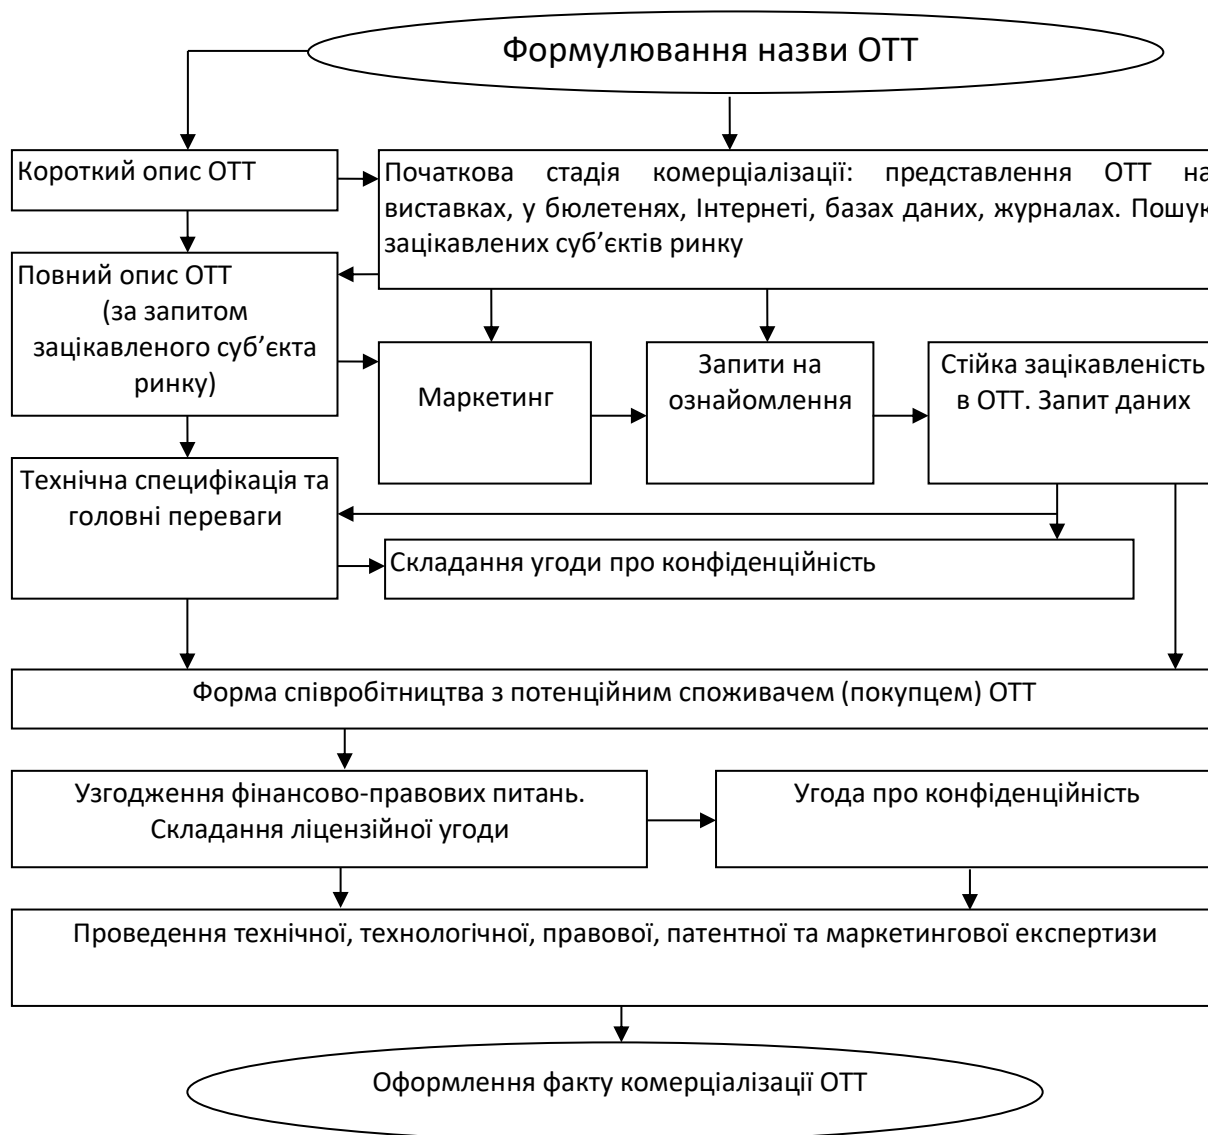 Формулювання назви ОТТ
Короткий опис ОТТ
Початкова стадія комерціалізації: представлення ОТТ на
виставках, у бюлетенях, Інтернеті, базах даних, журналах. Пошук
зацікавлених суб’єктів ринку
Повний опис ОТТ
(за запитом
зацікавленого суб’єкта
ринку)
Маркетинг
Запити на
ознайомлення
Стійка зацікавленість
в ОТТ. Запит даних
Технічна специфікація та
головні переваги
Складання угоди про конфіденційність
Форма співробітництва з потенційним споживачем (покупцем) ОТТ
Узгодження фінансово-правових питань.
Складання ліцензійної угоди
Угода про конфіденційність
Проведення технічної, технологічної, правової, патентної та маркетингової експертизи
Оформлення факту комерціалізації ОТТ